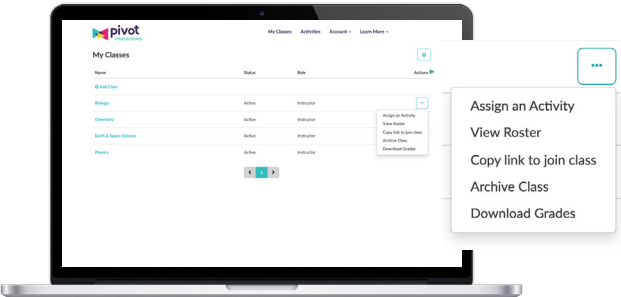 pivot
interactives
My Classes Activities Account Learn More
My Classes
Name Status Role Actions
Add Class
Biology Active Instructor
Chemistry Active Instructor
Earth & Space Science Active Instructor
Physics Active Instructor
Assign an Activity
View Roster
Copy link to join class
Archive Class
Download Grades
1
Assign an Activity
View Roster
Copy link to join class
Archive Class
Download Grades